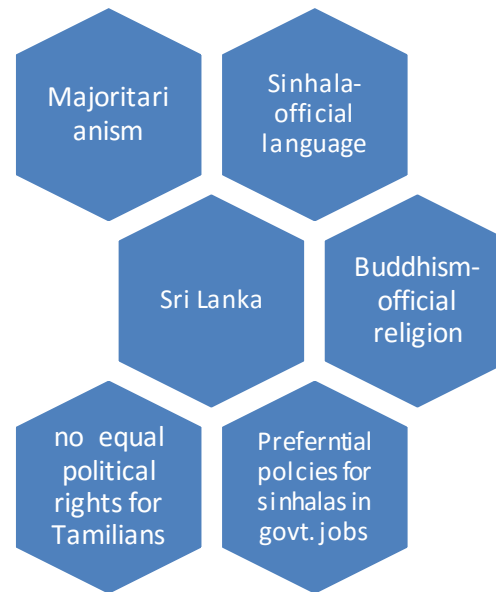 Majoritari
anism
Sinhala-
official
language
Sri Lanka
Buddhism-
official
religion
no equal
political
rights for
Tamilians
Preferntial
polcies for
sinhalas in
govt. jobs